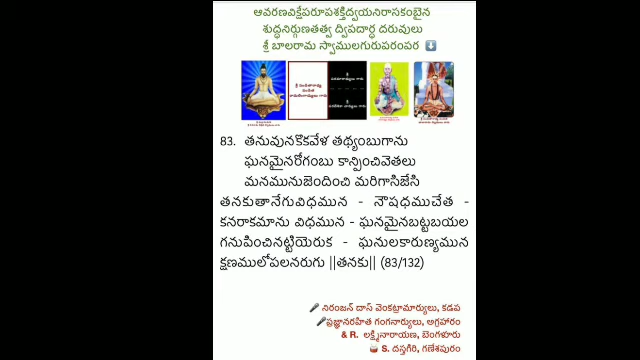 ఆవరణవిక్షేపరూపశక్తిద్వయనిరాసకంబైన
శుద్ధనిర్గుణతత్వ ద్విపదార్ధ దరువులు
శ్రీ బాలరామ స్వాములగురుపరంపర ⬇️
83. తనువునకొకవేళ తథ్యంబుగాను
ఘనమైనరోగంబు కాన్పించివెతలు
మనమునుజెందించి మరిగాసిజేసి
తనకుతానేగువిధమున - నౌషధముచేత -
కనరాకమాను విధమున - ఘనమైనబట్టబయల
గనుపించినట్టియెరుక - ఘనులకారుణ్యమున
క్షణములోపలనరుగు ||తనకు|| (83/132)
🎤 నిరంజన్ దాస్ వెంకట్రామార్యులు, కడప
🎤ప్రజ్ఞానరహిత గంగనార్యులు, అగ్రహారం
& R. లక్ష్మీనారాయణ, బెంగళూరు
🥁 S. దస్తగిరి, గణేశపురం